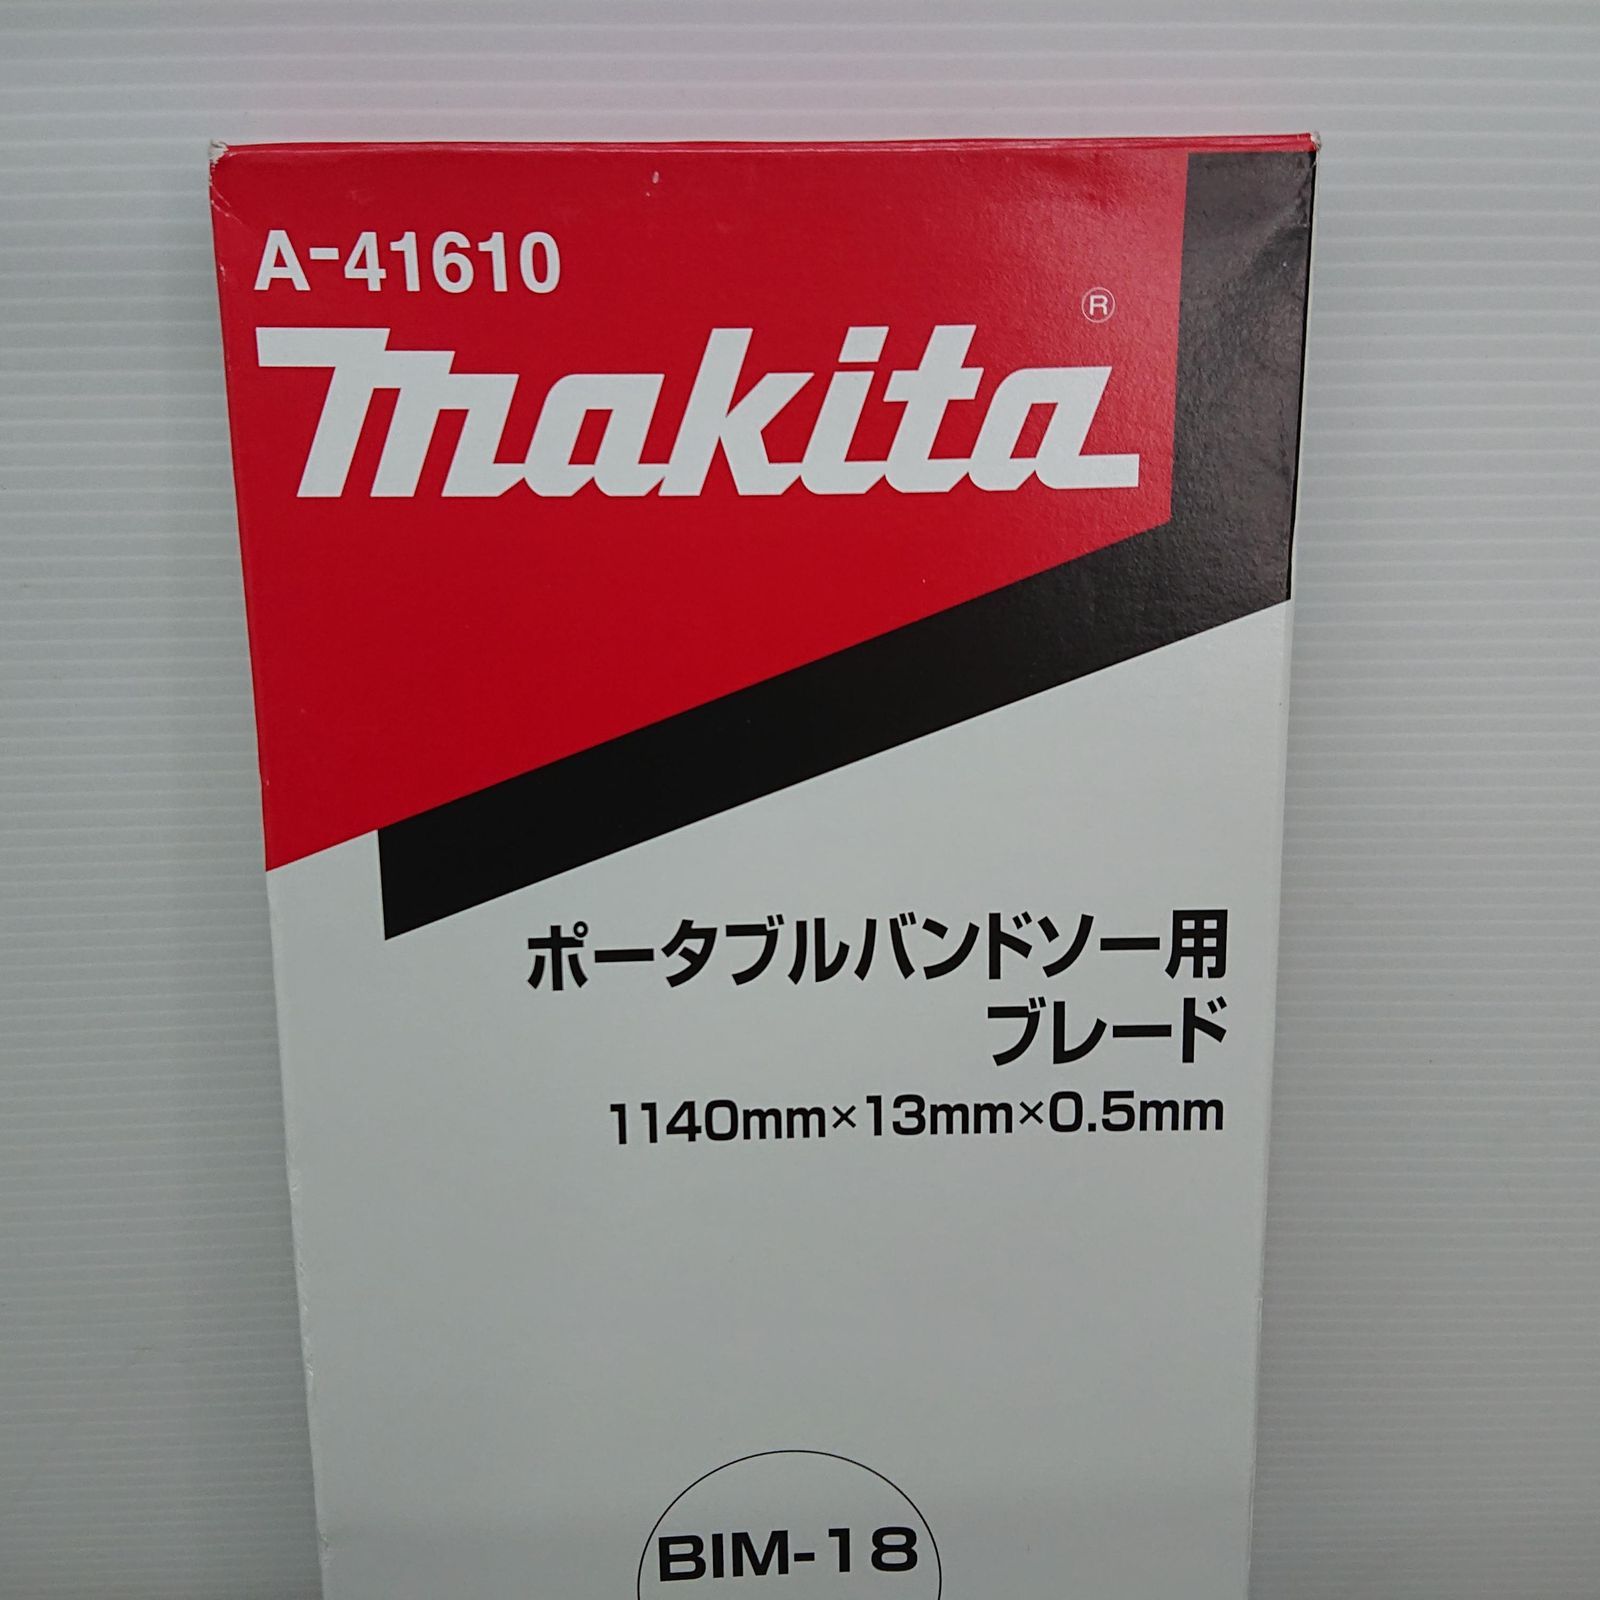 A-41610
makita®
ポータブルバンドソー用
ブレード
1140mm×13mm×0.5mm
BIM-18